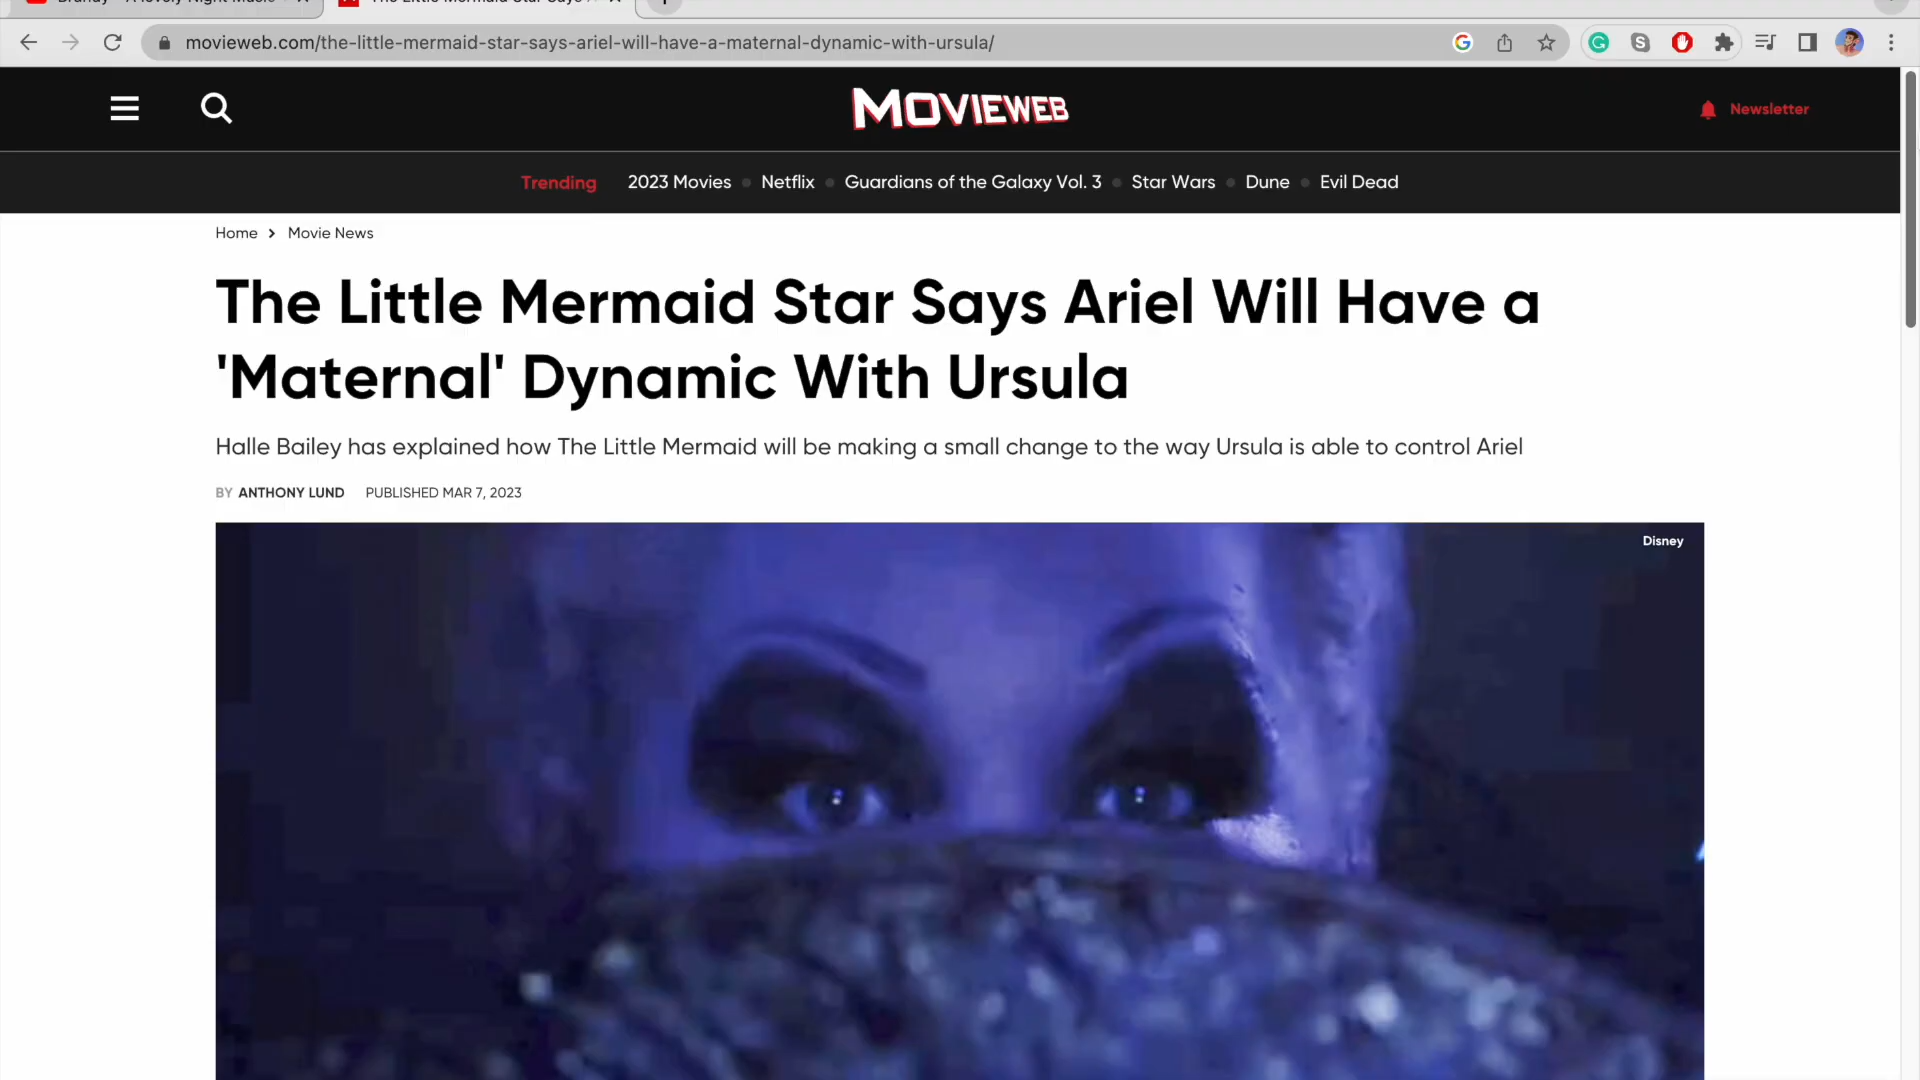 movieweb.com/the-little-mermaid-star-says-ariel-will-have-a-maternal-dynamic-with-ursula/
MOVIEWEB
Newsletter
Trending 2023 Movies Netflix Guardians of the Galaxy Vol. 3 Star Wars Dune Evil Dead
Home > Movie News
The Little Mermaid Star Says Ariel Will Have a
'Maternal' Dynamic With Ursula
Halle Bailey has explained how The Little Mermaid will be making a small change to the way Ursula is able to control Ariel
BY ANTHONY LUND PUBLISHED MAR 7, 2023
Disney